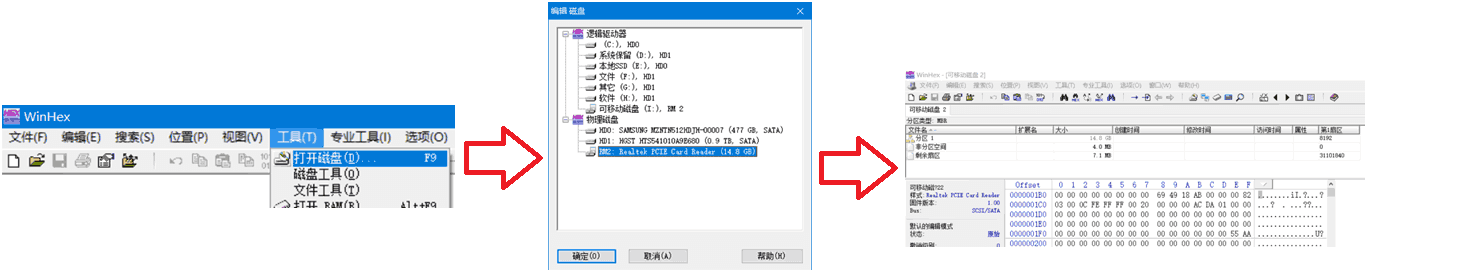 WinHex
文件(F) 编辑(E) 搜索(S) 位置(P) 视图(V) 工具(T) 专业工具(I) 选项(O)
打开磁盘(D)... F9
磁盘工具(Q)
文件工具(I)
打开 RAM(R)... Alt+F9
编辑 磁盘
逻辑驱动器
(C:), HD0
系统保留 (D:), HD1
本地SSD (E:), HD0
文件 (F:), HD1
其它 (G:), HD1
软件 (H:), HD1
可移动磁盘 (I:), RM 2
物理磁盘
HD0: SAMSUNG MZNTN512HDJH-00007 (477 GB, SATA)
HD1: HGST HTS541010A9E680 (0.9 TB, SATA)
RM2: Realtek PCIE Card Reader (14.8 GB)
确定(O) 取消(A) 帮助(H)
WinHex - [可移动磁盘 2]
文件(F) 编辑(E) 搜索(S) 位置(P) 视图(V) 工具(T) 专业工具(I) 选项(O) 窗口(W) 帮助(H)
可移动磁盘 2
分区类型: MBR
文件名 扩展名 大小 创建时间 修改时间 访问时间 属性 第1扇区
分区 1 14.8 GB 8192
非分区空间 4.0 MB 0
剩余扇区 7.1 MB 31101840
可移动磁?22
样式: Realtek PCIE Card Reader
固件版本: 1.00
Bus: SCSI/SATA
默认的编辑模式
状态: 原始
Offset 0 1 2 3 4 5 6 7 8 9 A B C D E F
0000001B0 00 00 00 00 00 00 00 00 69 49 18 AB 00 00 00 82
0000001C0 03 00 0C FE FF FF 00 20 00 00 00 AC DA 01 00 00
0000001D0 00 00 00 00 00 00 00 00 00 00 00 00 00 00 00 00
0000001E0 00 00 00 00 00 00 00 00 00 00 00 00 00 00 00 00
0000001F0 00 00 00 00 00 00 00 00 00 00 00 00 00 00 55 AA
000000200 00 00 00 00 00 00 00 00 00 00 00 00 00 00 00 00